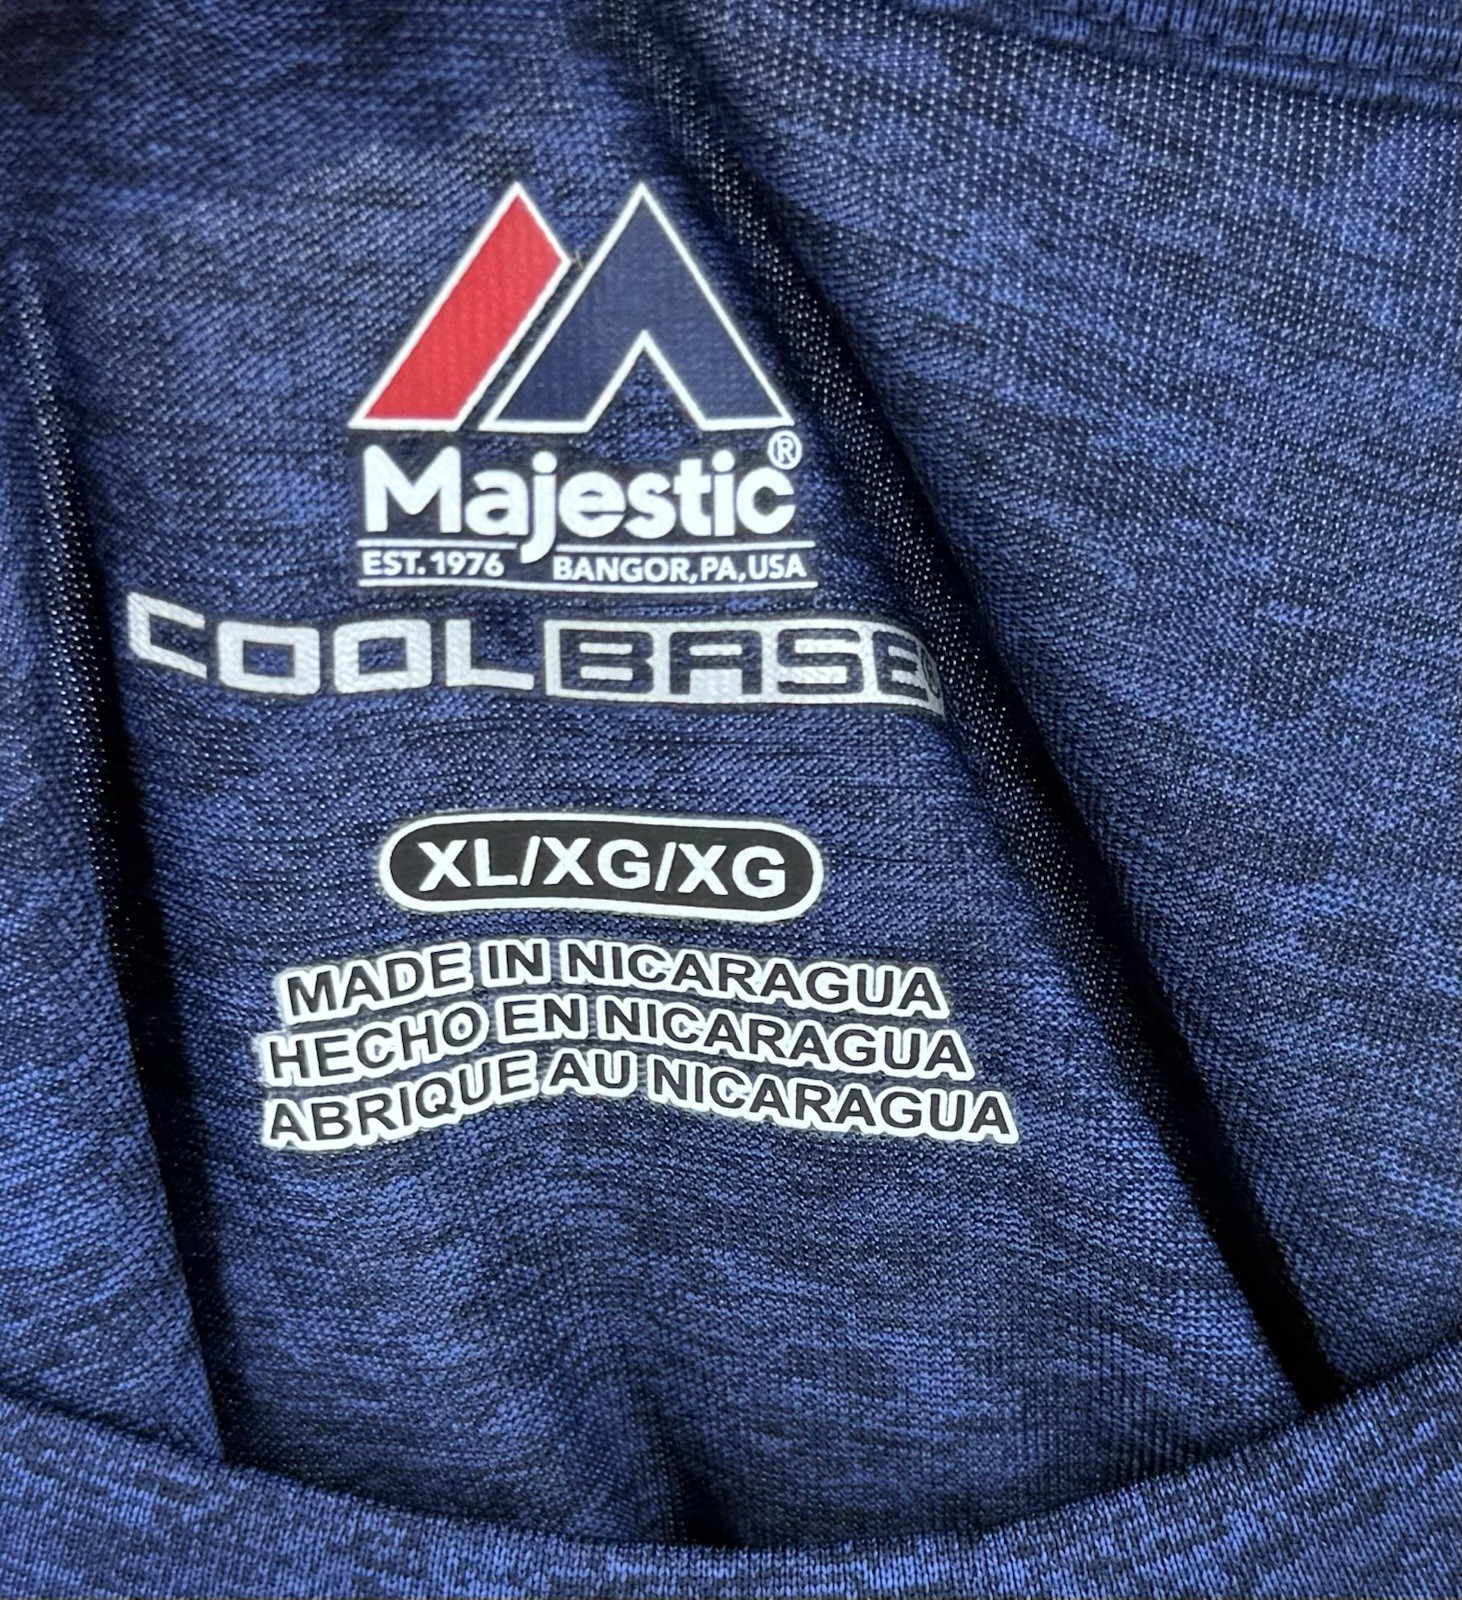 Majestic®
EST. 1976 BANGOR, PA, USA
COOLBASE
XL/XG/XG
MADE IN NICARAGUA
HECHO EN NICARAGUA
ABRIQUE AU NICARAGUA